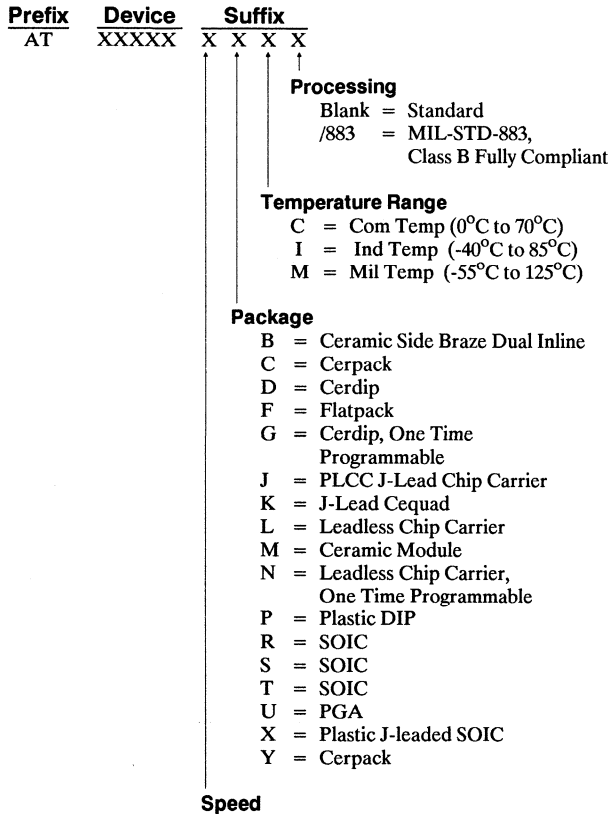 Prefix Device Suffix
AT XXXXX X X X X
Processing
Blank = Standard
/883 = MIL-STD-883,
Class B Fully Compliant
Temperature Range
C = Com Temp (0°C to 70°C)
I = Ind Temp (-40°C to 85°C)
M = Mil Temp (-55°C to 125°C)
Package
B = Ceramic Side Braze Dual Inline
C = Cerpack
D = Cerdip
F = Flatpack
G = Cerdip, One Time
Programmable
J = PLCC J-Lead Chip Carrier
K = J-Lead Cequad
L = Leadless Chip Carrier
M = Ceramic Module
N = Leadless Chip Carrier,
One Time Programmable
P = Plastic DIP
R = SOIC
S = SOIC
T = SOIC
U = PGA
X = Plastic J-leaded SOIC
Y = Cerpack
Speed